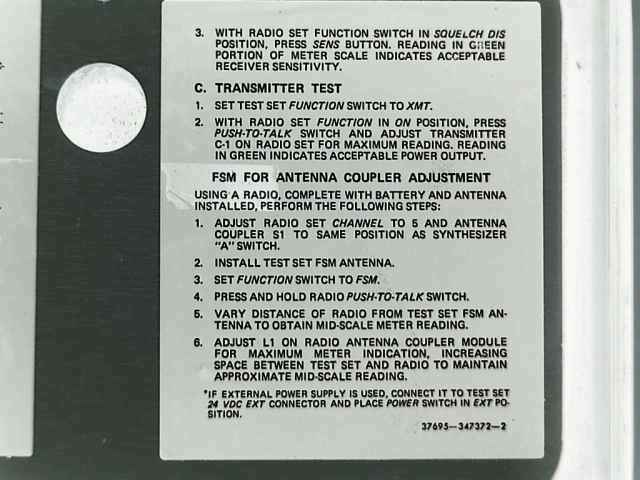 3. WITH RADIO SET FUNCTION SWITCH IN SQUELCH DIS
POSITION, PRESS SENS BUTTON. READING IN GREEN
PORTION OF METER SCALE INDICATES ACCEPTABLE
RECEIVER SENSITIVITY.
C. TRANSMITTER TEST
1. SET TEST SET FUNCTION SWITCH TO XMT.
2. WITH RADIO SET FUNCTION IN ON POSITION, PRESS
PUSH-TO-TALK SWITCH AND ADJUST TRANSMITTER
C-1 ON RADIO SET FOR MAXIMUM READING. READING
IN GREEN INDICATES ACCEPTABLE POWER OUTPUT.
FSM FOR ANTENNA COUPLER ADJUSTMENT
USING A RADIO, COMPLETE WITH BATTERY AND ANTENNA
INSTALLED, PERFORM THE FOLLOWING STEPS:
1. ADJUST RADIO SET CHANNEL TO 5 AND ANTENNA
COUPLER S1 TO SAME POSITION AS SYNTHESIZER
"A" SWITCH.
2. INSTALL TEST SET FSM ANTENNA.
3. SET FUNCTION SWITCH TO FSM.
4. PRESS AND HOLD RADIO PUSH-TO-TALK SWITCH.
5. VARY DISTANCE OF RADIO FROM TEST SET FSM AN-
TENNA TO OBTAIN MID-SCALE METER READING.
6. ADJUST L1 ON RADIO ANTENNA COUPLER MODULE
FOR MAXIMUM METER INDICATION, INCREASING
SPACE BETWEEN TEST SET AND RADIO TO MAINTAIN
APPROXIMATE MID-SCALE READING.
*IF EXTERNAL POWER SUPPLY IS USED, CONNECT IT TO TEST SET
24 VDC EXT CONNECTOR AND PLACE POWER SWITCH IN EXT PO-
SITION.
37695-347372-2